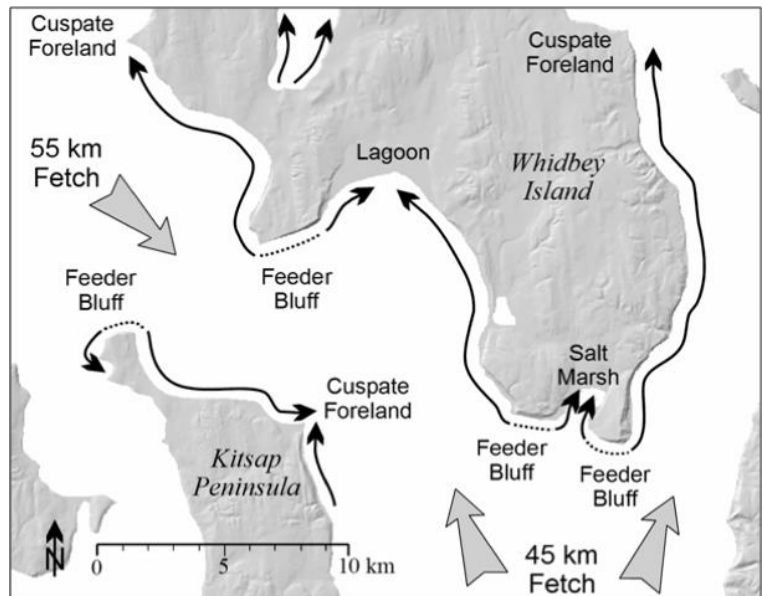 Cuspate
Foreland
Cuspate
Foreland
55 km
Fetch
Lagoon
Whidbey
Island
Feeder
Bluff
Feeder
Bluff
Salt
Marsh
Cuspate
Foreland
Kitsap
Peninsula
Feeder
Bluff
Feeder
Bluff
N
0
5
10 km
45 km
Fetch